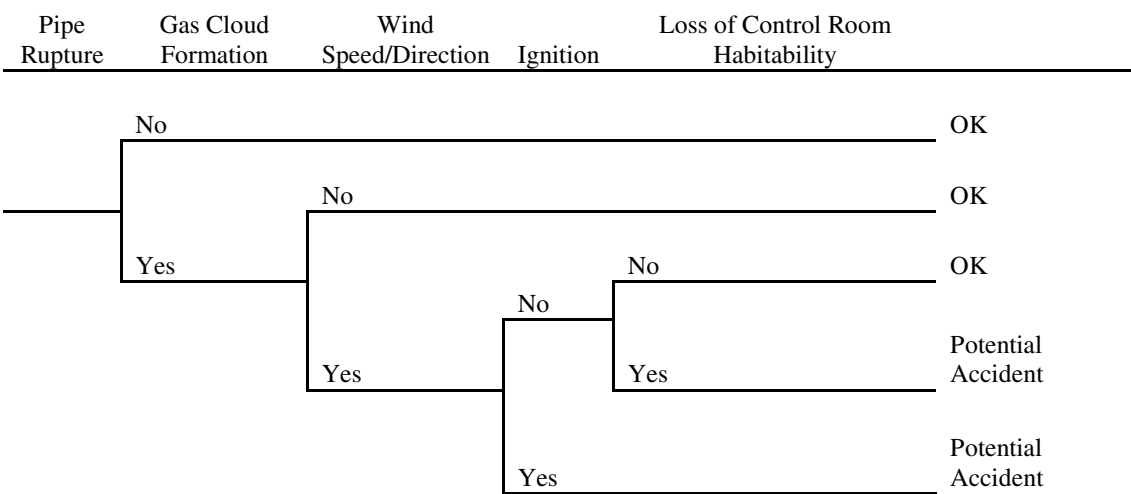 Pipe Gas Cloud Wind Loss of Control Room
Rupture Formation Speed/Direction Ignition Habitability
No OK
No OK
Yes No OK
No
Potential
Yes Yes Accident
Potential
Yes Accident